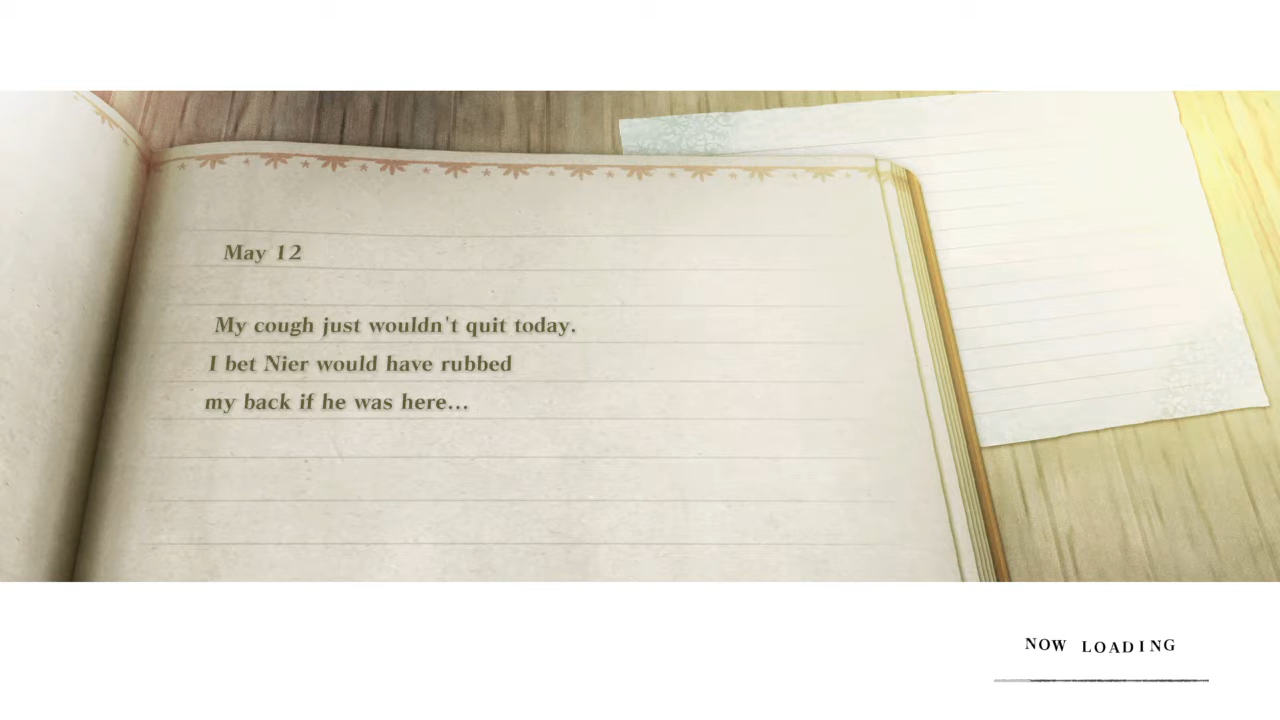 May 12
My cough just wouldn't quit today.
I bet Nier would have rubbed
my back if he was here...
NOW LOADING